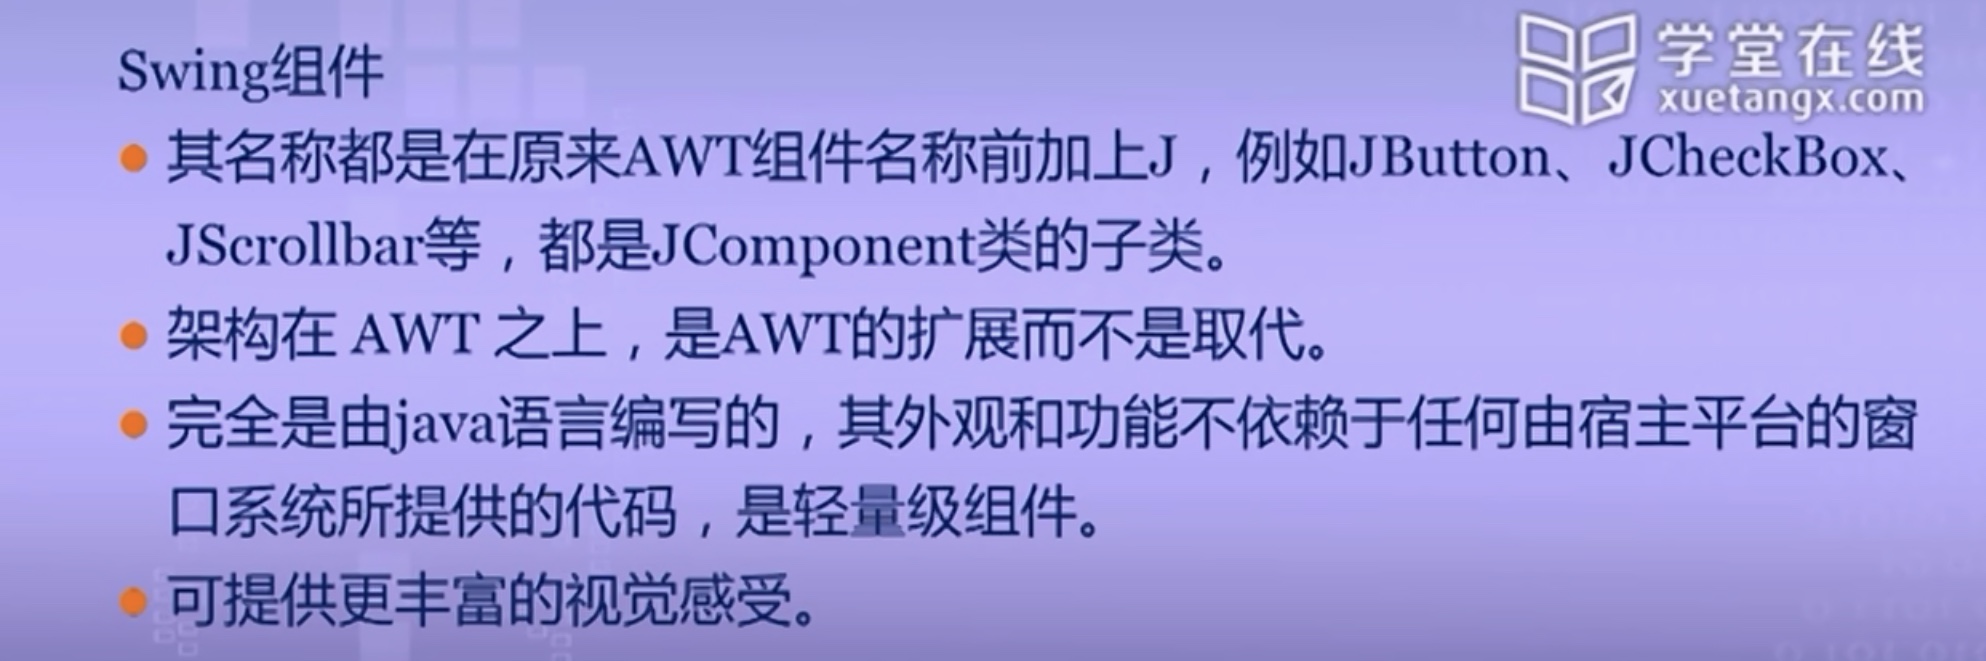 学堂在线
xuetangx.com
Swing组件
其名称都是在原来AWT组件名称前加上J，例如JButton、JCheckBox、
JScrollbar等，都是JComponent类的子类。
架构在 AWT 之上，是AWT的扩展而不是取代。
完全是由java语言编写的，其外观和功能不依赖于任何由宿主平台的窗
口系统所提供的代码，是轻量级组件。
可提供更丰富的视觉感受。